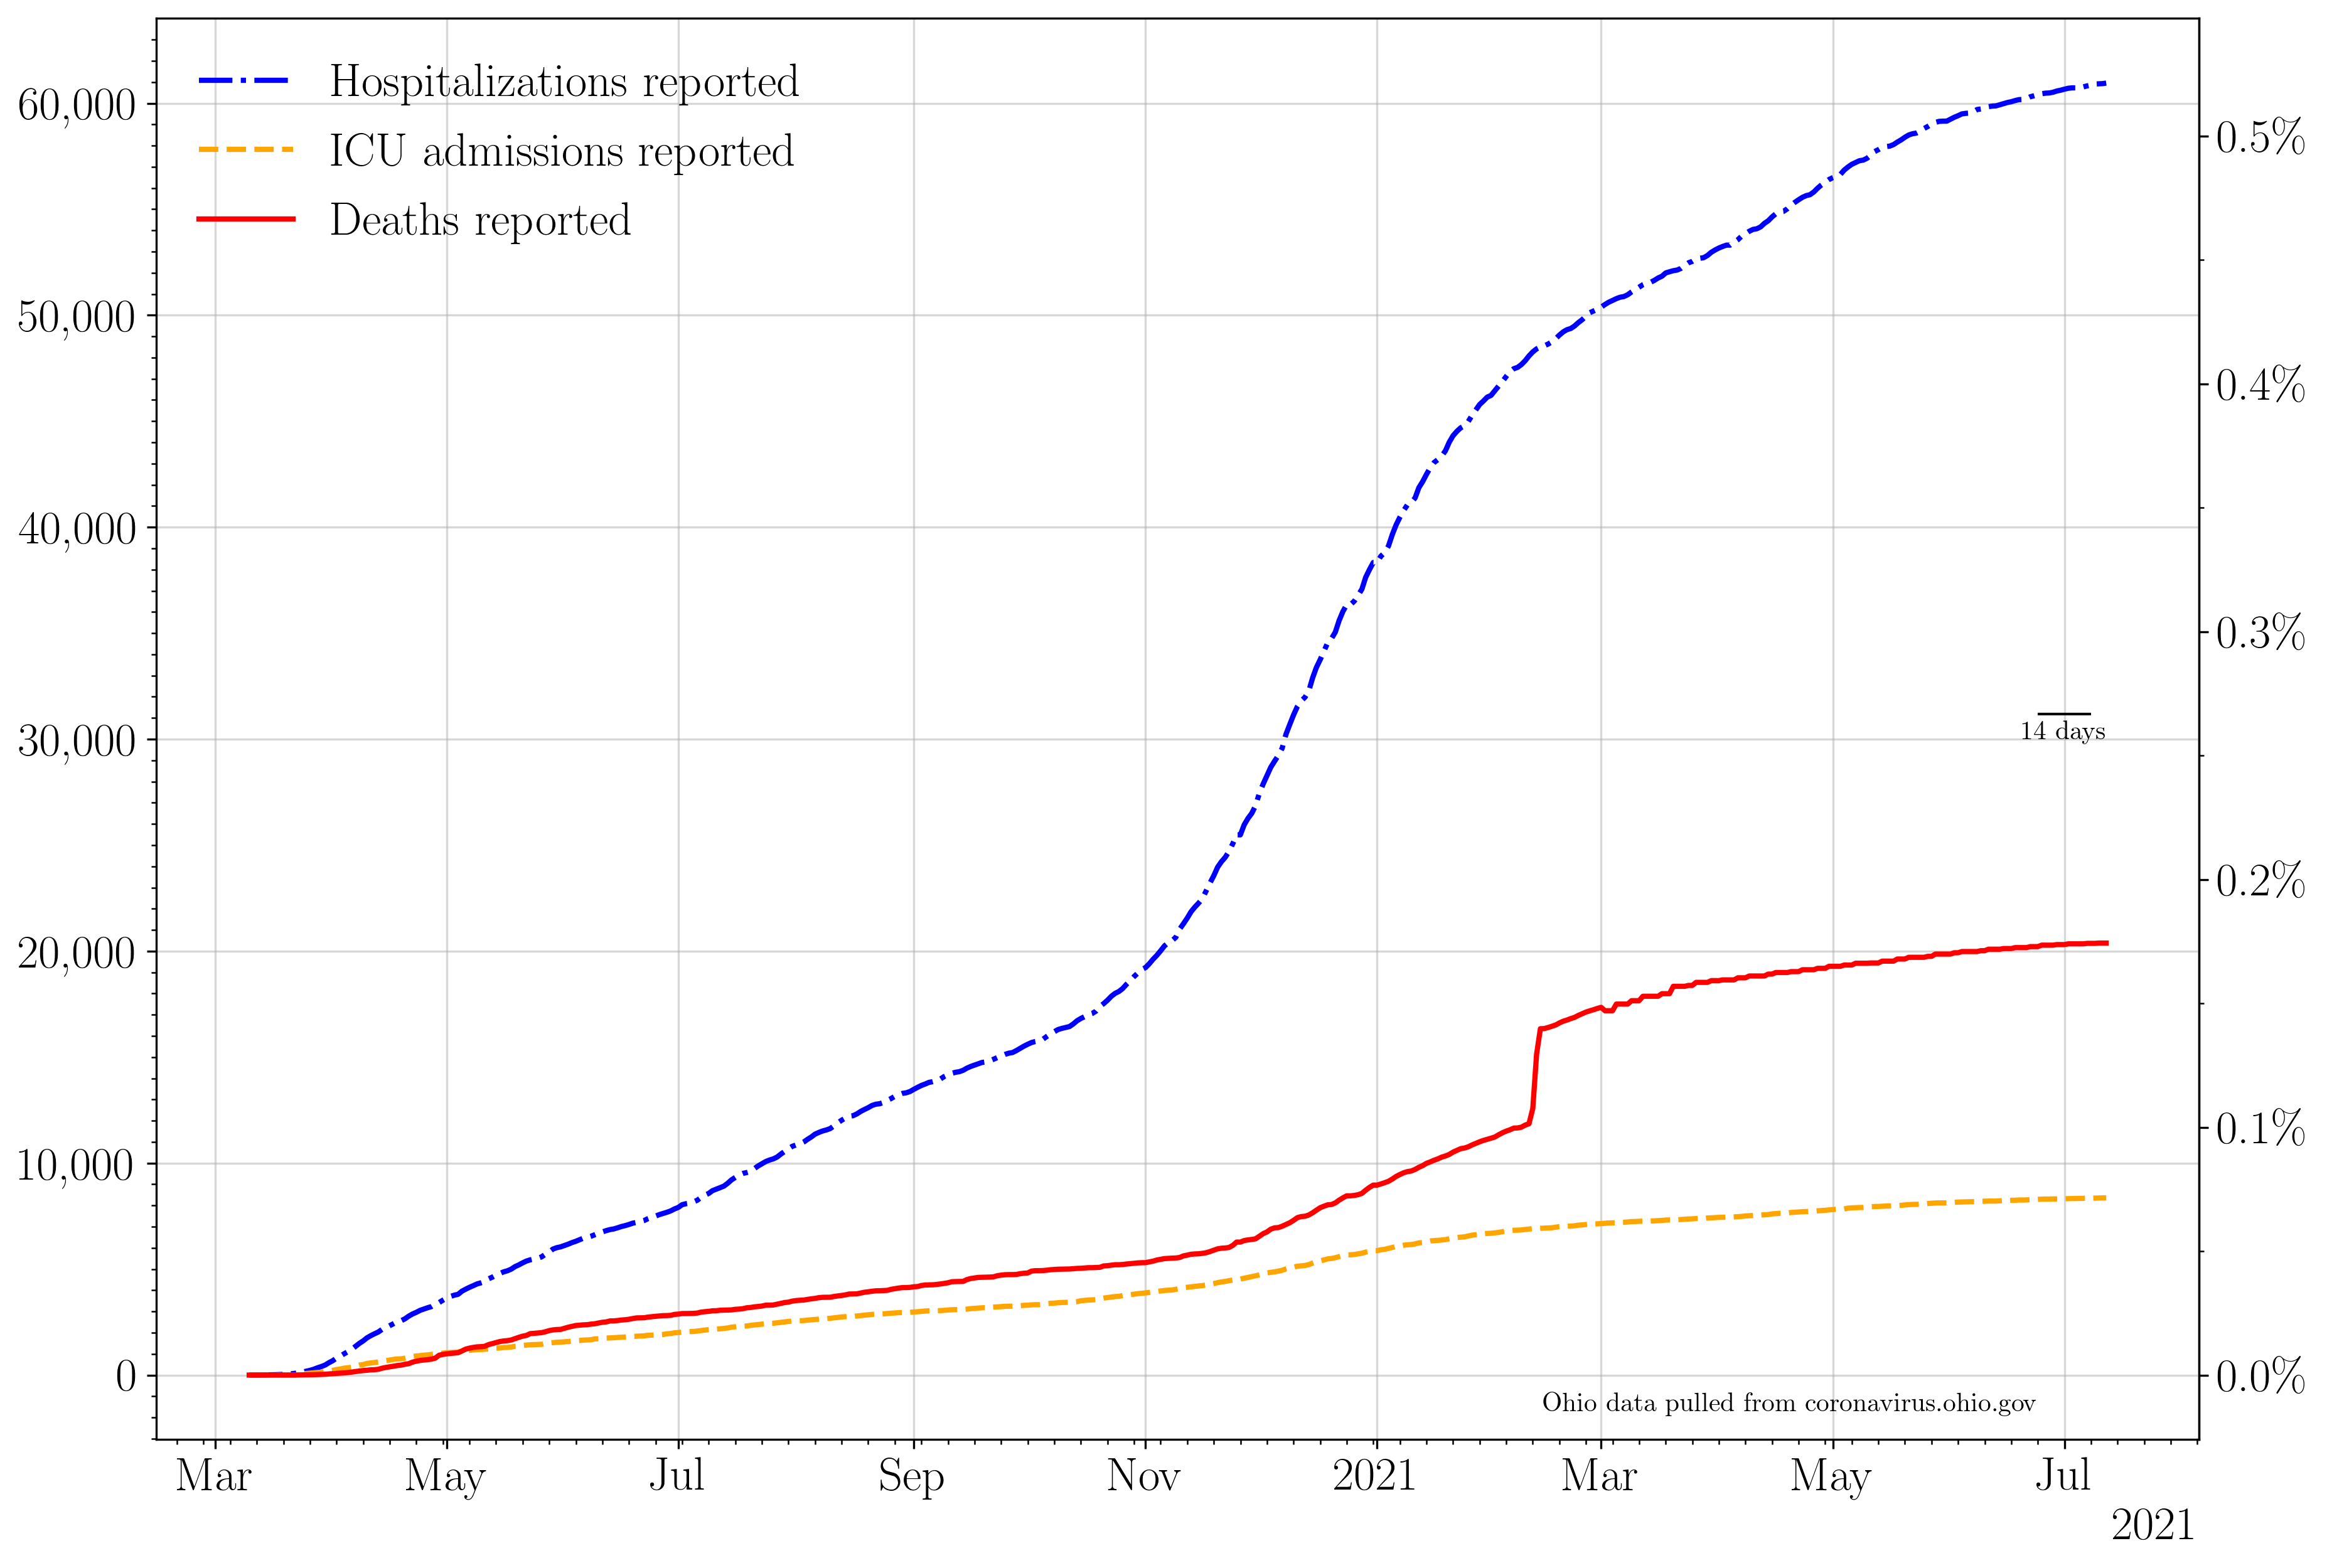 Hospitalizations reported
ICU admissions reported
Deaths reported
60,000
50,000
40,000
30,000
20,000
10,000
0
0.5%
0.4%
0.3%
0.2%
0.1%
0.0%
14 days
Ohio data pulled from coronavirus.ohio.gov
Mar May Jul Sep Nov 2021 Mar May Jul
2021